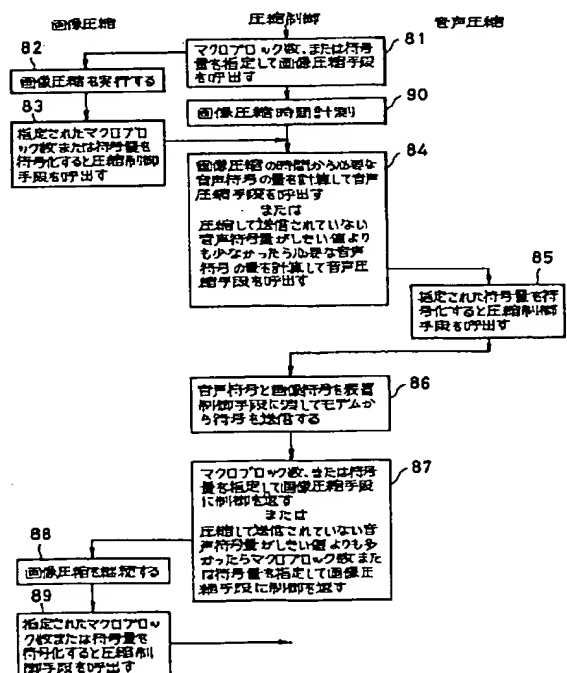 画像圧縮
圧縮制御
音声圧縮
81
マクロブロック数、または符号
量を指定して画像圧縮手段
を呼出す
82
画像圧縮を実行する
90
画像圧縮時間計測
83
指定されたマクロブロ
ック数または符号量を
符号化すると圧縮制御
手段を呼出す
84
画像圧縮の時間から必要な
音声符号の量を計算して音声
圧縮手段を呼出す
または
圧縮して送信されていない
音声符号量がしきい値より
も少なかったら必要な音声
符号の量を計算して音声圧
縮手段を呼出す
85
指定された符号量を符
号化すると圧縮制御
手段を呼出す
86
音声符号と画像符号を装置
制御手段に渡してモデムか
ら符号を送信する
87
マクロブロック数、または符号
量を指定して画像圧縮手段
に制御を返す
または
圧縮して送信されていない音
声符号量がしきい値よりも多
かったらマクロブロック数また
は符号量を指定して画像圧
縮手段に制御を返す
88
画像圧縮を継続する
89
指定されたマクロブロッ
ク数または符号量を
符号化すると圧縮制
御手段を呼出す